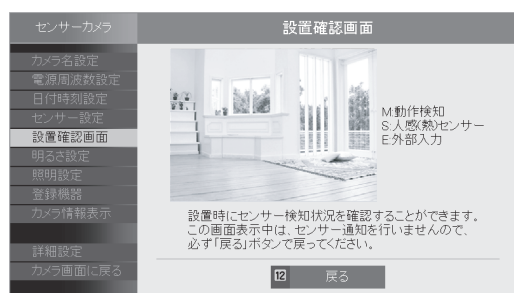 センサーカメラ
設置確認画面
カメラ名設定
電源周波数設定
日付時刻設定
センサー設定
設置確認画面
明るさ設定
照明設定
登録機器
カメラ情報表示
詳細設定
カメラ画面に戻る
M:動作検知
S:人感(熱)センサー
E:外部入力
設置時にセンサー検知状況を確認することができます。
この画面表示中は、センサー通知を行いませんので、
必ず「戻る」ボタンで戻ってください。
12 戻る